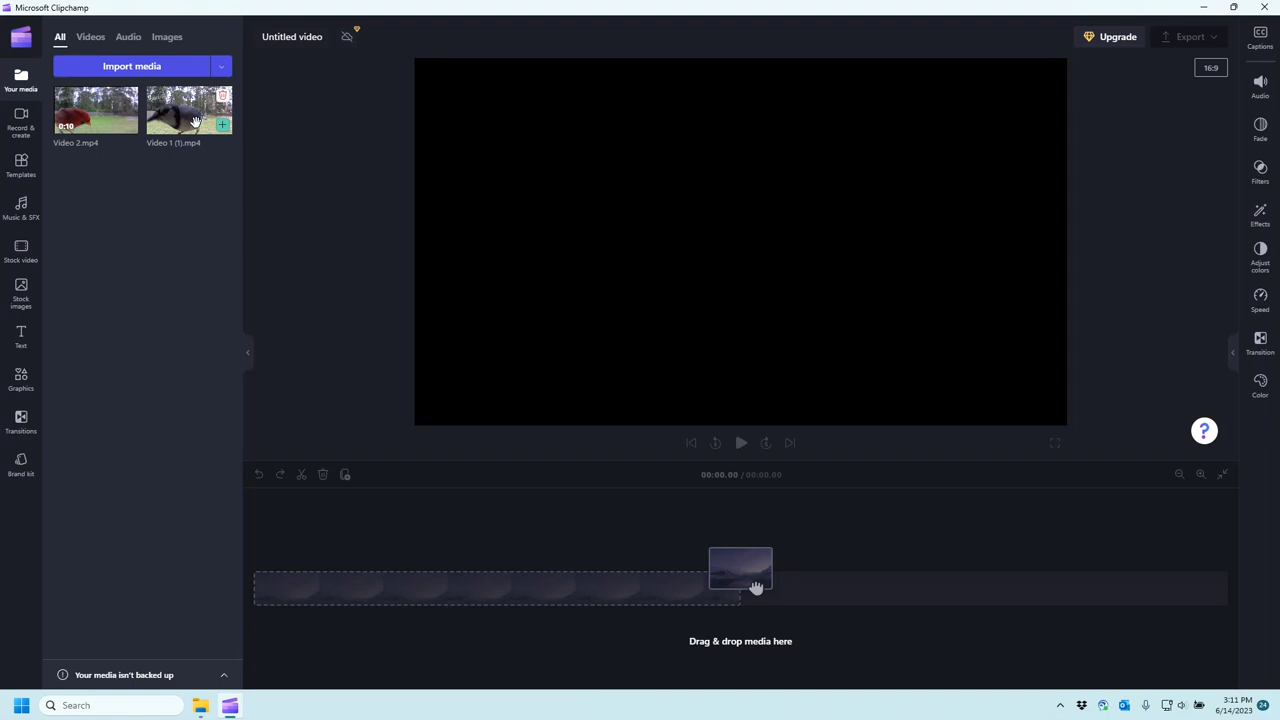 Microsoft Clipchamp
All Videos Audio Images
Untitled video
Upgrade
Export
Captions
Import media
16:9
Your media
0:10
Video 2.mp4
Video 1 (1).mp4
Record & create
Templates
Music & SFX
Stock video
Stock images
Text
Graphics
Transitions
Brand kit
Audio
Fade
Filters
Effects
Adjust colors
Speed
Transition
Color
?
00:00.00 / 00:00.00
Drag & drop media here
Your media isn't backed up
Search
3:11 PM
6/14/2023
24